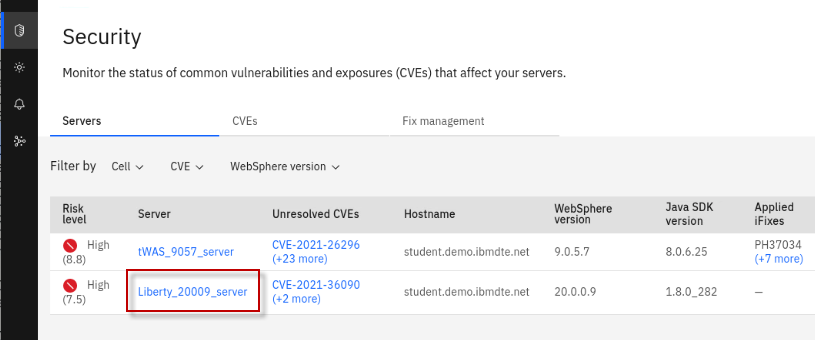 Security
Monitor the status of common vulnerabilities and exposures (CVEs) that affect your servers.
Servers CVEs Fix management
Filter by Cell CVE WebSphere version
Risk level Server Unresolved CVEs Hostname WebSphere version Java SDK version Applied iFixes
High (8.8) tWAS_9057_server CVE-2021-26296 (+23 more) student.demo.ibmdte.net 9.0.5.7 8.0.6.25 PH37034 (+7 more)
High (7.5) Liberty_20009_server CVE-2021-36090 (+2 more) student.demo.ibmdte.net 20.0.0.9 1.8.0_282 —